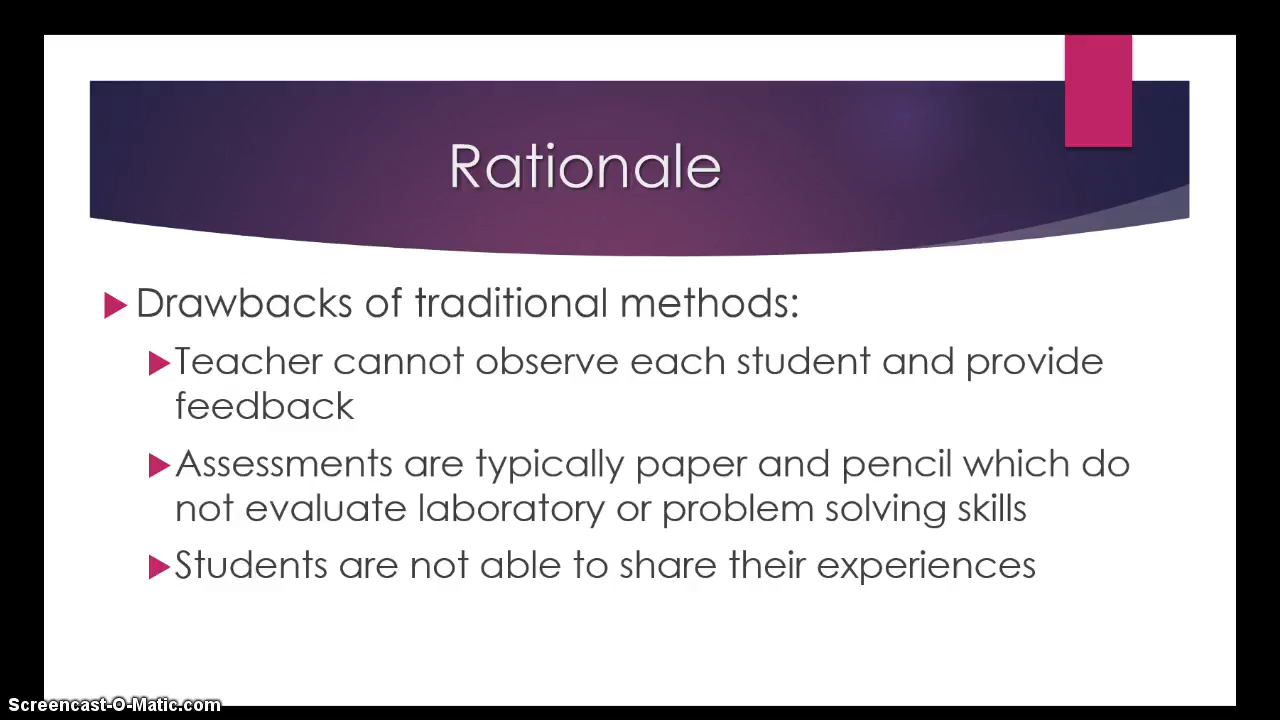 Rationale
Drawbacks of traditional methods:
Teacher cannot observe each student and provide
feedback
Assessments are typically paper and pencil which do
not evaluate laboratory or problem solving skills
Students are not able to share their experiences
Screencast-O-Matic.com